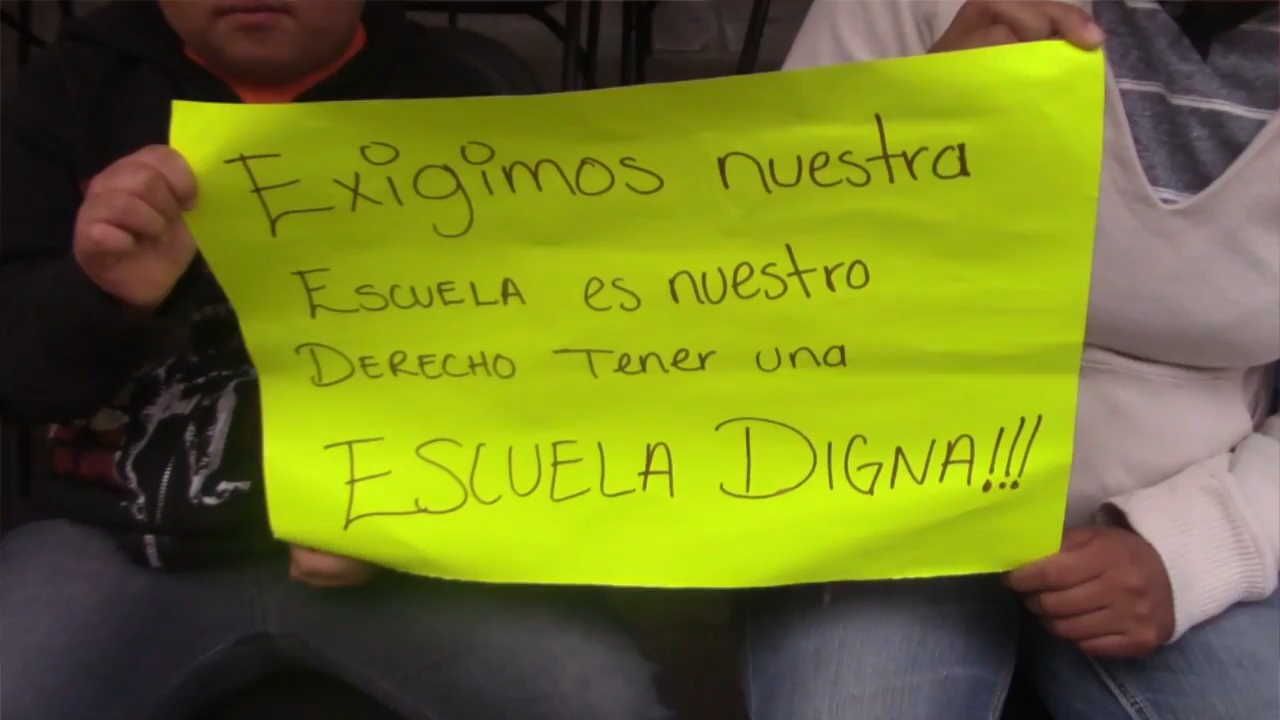 Exigimos nuestra
ESCUELA es nuestro
DERECHO Tener una
ESCUELA DIGNA!!!